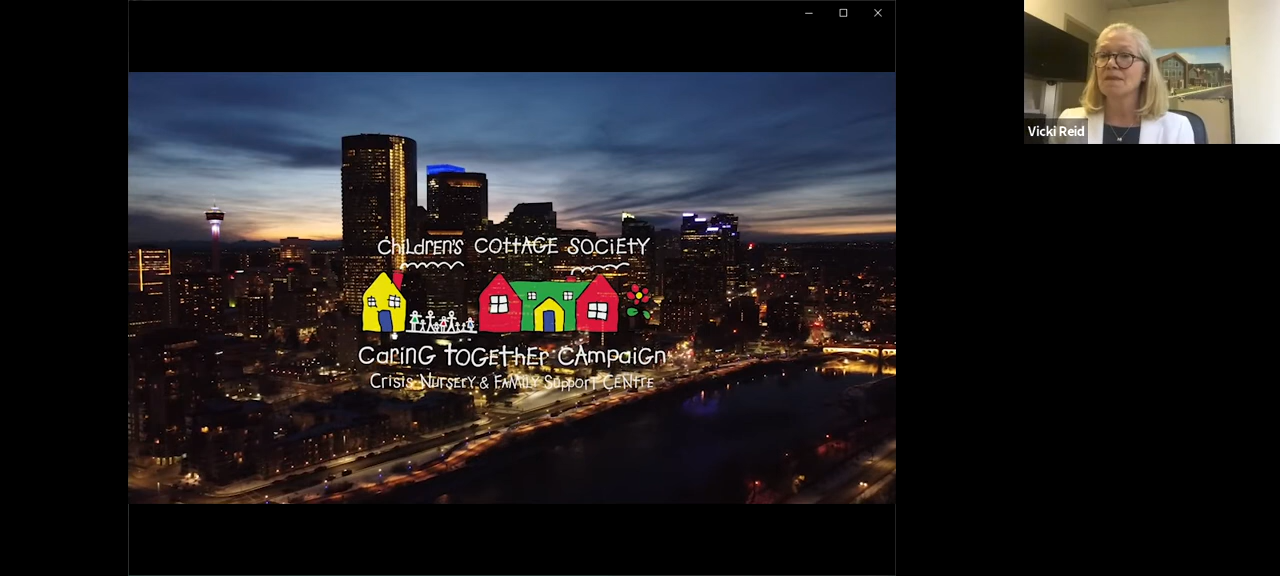 CHILDREN'S COTTAGE SOCIETY
CARING TOGETHER CAMPAIGN
CRISIS NURSERY & FAMILY SUPPORT CENTRE
Vicki Reid